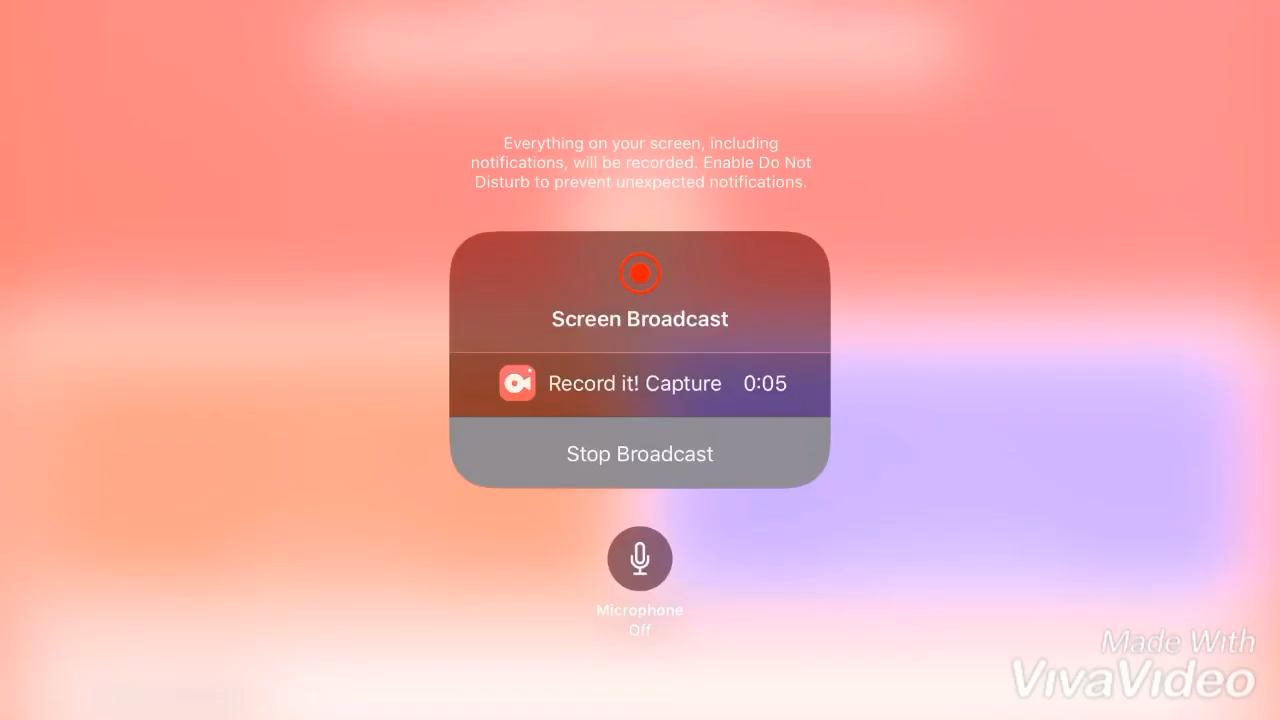 Everything on your screen, including
notifications, will be recorded. Enable Do Not
Disturb to prevent unexpected notifications.
Screen Broadcast
Record it! Capture 0:05
Stop Broadcast
Microphone
Off
Made With
VivaVideo